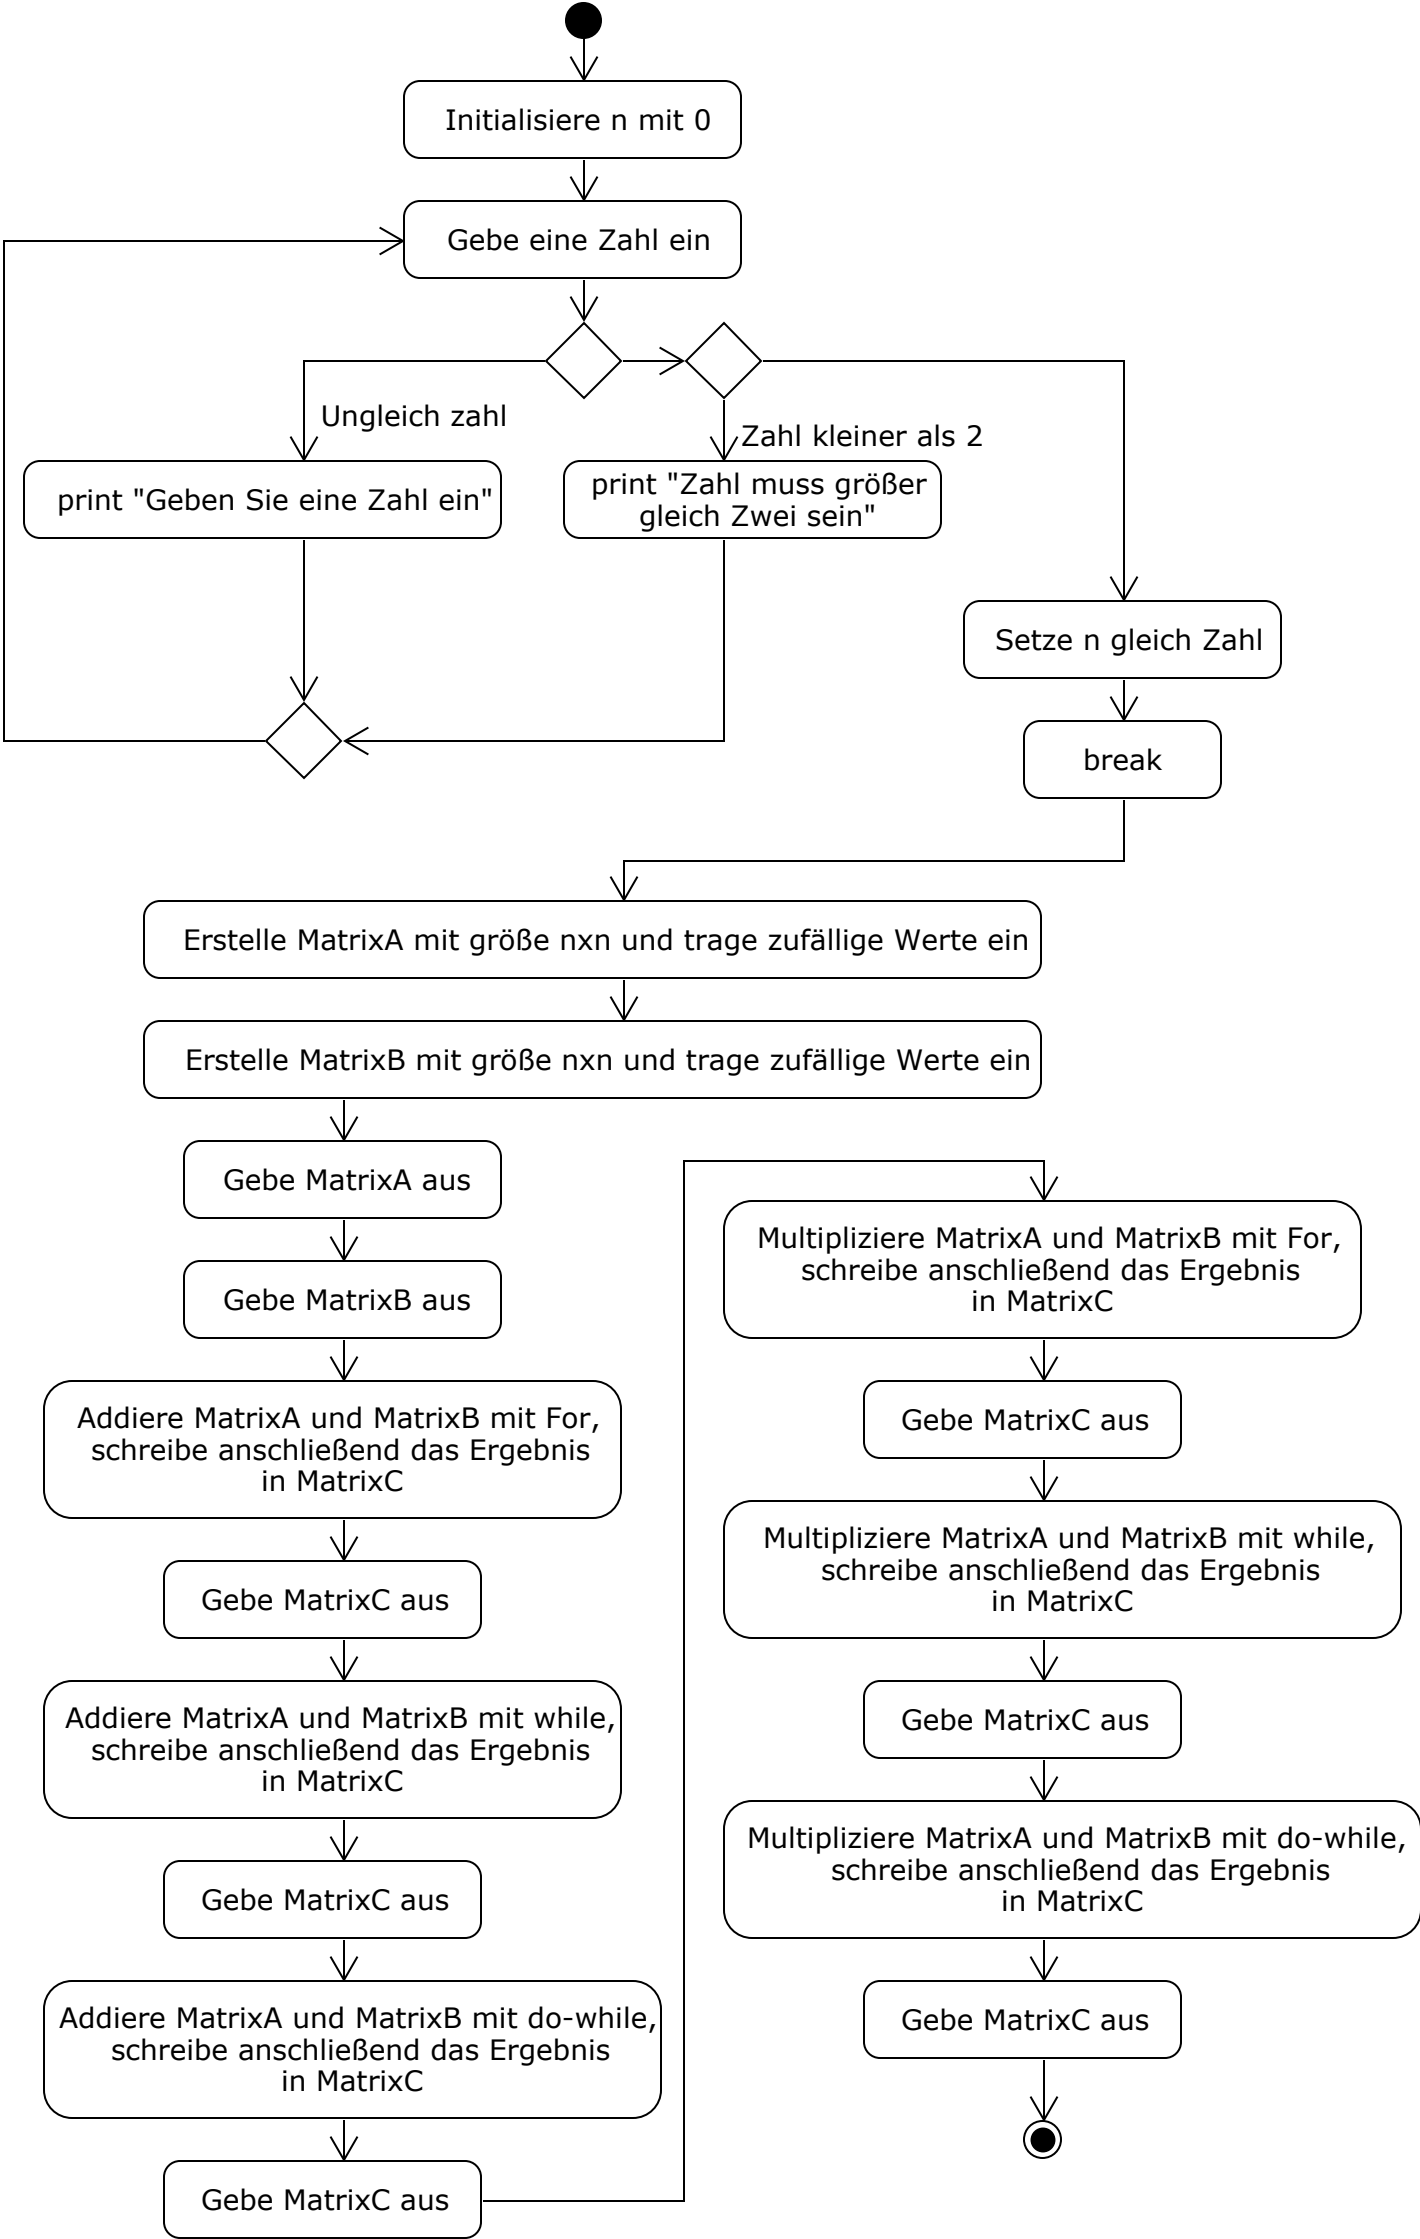 Initialisiere n mit 0
Gebe eine Zahl ein
Ungleich zahl
Zahl kleiner als 2
print "Geben Sie eine Zahl ein"
print "Zahl muss größer
gleich Zwei sein"
Setze n gleich Zahl
break
Erstelle MatrixA mit größe nxn und trage zufällige Werte ein
Erstelle MatrixB mit größe nxn und trage zufällige Werte ein
Gebe MatrixA aus
Gebe MatrixB aus
Addiere MatrixA und MatrixB mit For,
schreibe anschließend das Ergebnis
in MatrixC
Gebe MatrixC aus
Addiere MatrixA und MatrixB mit while,
schreibe anschließend das Ergebnis
in MatrixC
Gebe MatrixC aus
Addiere MatrixA und MatrixB mit do-while,
schreibe anschließend das Ergebnis
in MatrixC
Gebe MatrixC aus
Multipliziere MatrixA und MatrixB mit For,
schreibe anschließend das Ergebnis
in MatrixC
Gebe MatrixC aus
Multipliziere MatrixA und MatrixB mit while,
schreibe anschließend das Ergebnis
in MatrixC
Gebe MatrixC aus
Multipliziere MatrixA und MatrixB mit do-while,
schreibe anschließend das Ergebnis
in MatrixC
Gebe MatrixC aus